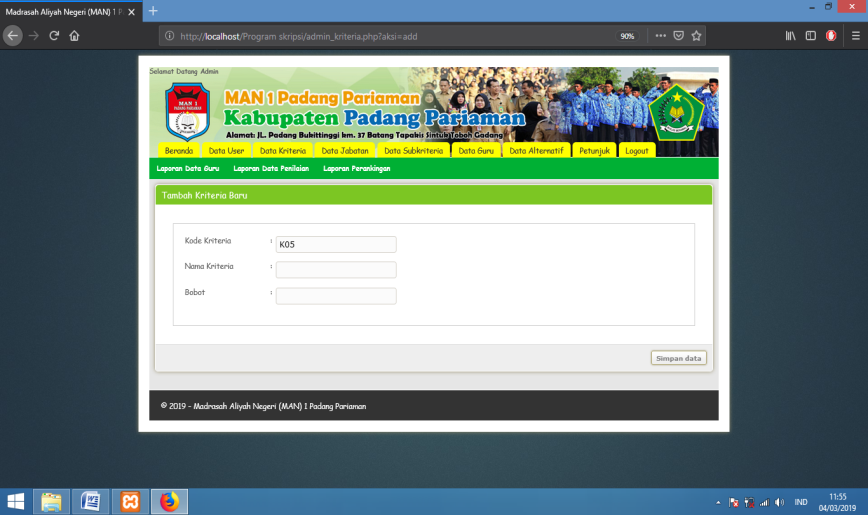 Madrasah Aliyah Negeri (MAN) 1 P
http://localhost/Program skripsi/admin_kriteria.php?aksi=add
90%
Selamat Datang Admin
MAN 1
MAN 1 Padang Pariaman
Kabupaten Padang Pariaman
Alamat: JL. Padang Bukittinggi km. 37 Batang Tapakis Sintuk Toboh Gadang
Beranda Data User Data Kriteria Data Jabatan Data Subkriteria Data Guru Data Alternatif Petunjuk Logout
Laporan Data Guru Laporan Data Penilaian Laporan Perankingan
Tambah Kriteria Baru
Kode Kriteria : K05
Nama Kriteria :
Bobot :
Simpan data
© 2019 - Madrasah Aliyah Negeri (MAN) 1 Padang Pariaman
IND
11:55
04/03/2019